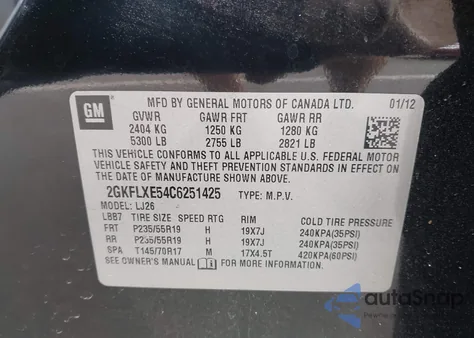 GM
MFD BY GENERAL MOTORS OF CANADA LTD. 01/12
GVWR GAWR FRT GAWR RR
2404 KG 1250 KG 1280 KG
5300 LB 2755 LB 2821 LB
THIS VEHICLE CONFORMS TO ALL APPLICABLE U.S. FEDERAL MOTOR
VEHICLE SAFETY AND THEFT PREVENTION STANDARDS IN EFFECT ON THE
DATE OF MANUFACTURE SHOWN ABOVE.
2GKFLXE54C6251425 TYPE: M.P.V.
MODEL: LJ26
LBB7 TIRE SIZE SPEED RTG RIM COLD TIRE PRESSURE
FRT P235/55R19 H 19X7J 240KPA(35PSI)
RR P235/55R19 H 19X7J 240KPA(35PSI)
SPA T145/70R17 M 17X4.5T 420KPA(60PSI)
SEE OWNER'S MANUAL i FOR MORE INFORMATION.
autoSnap